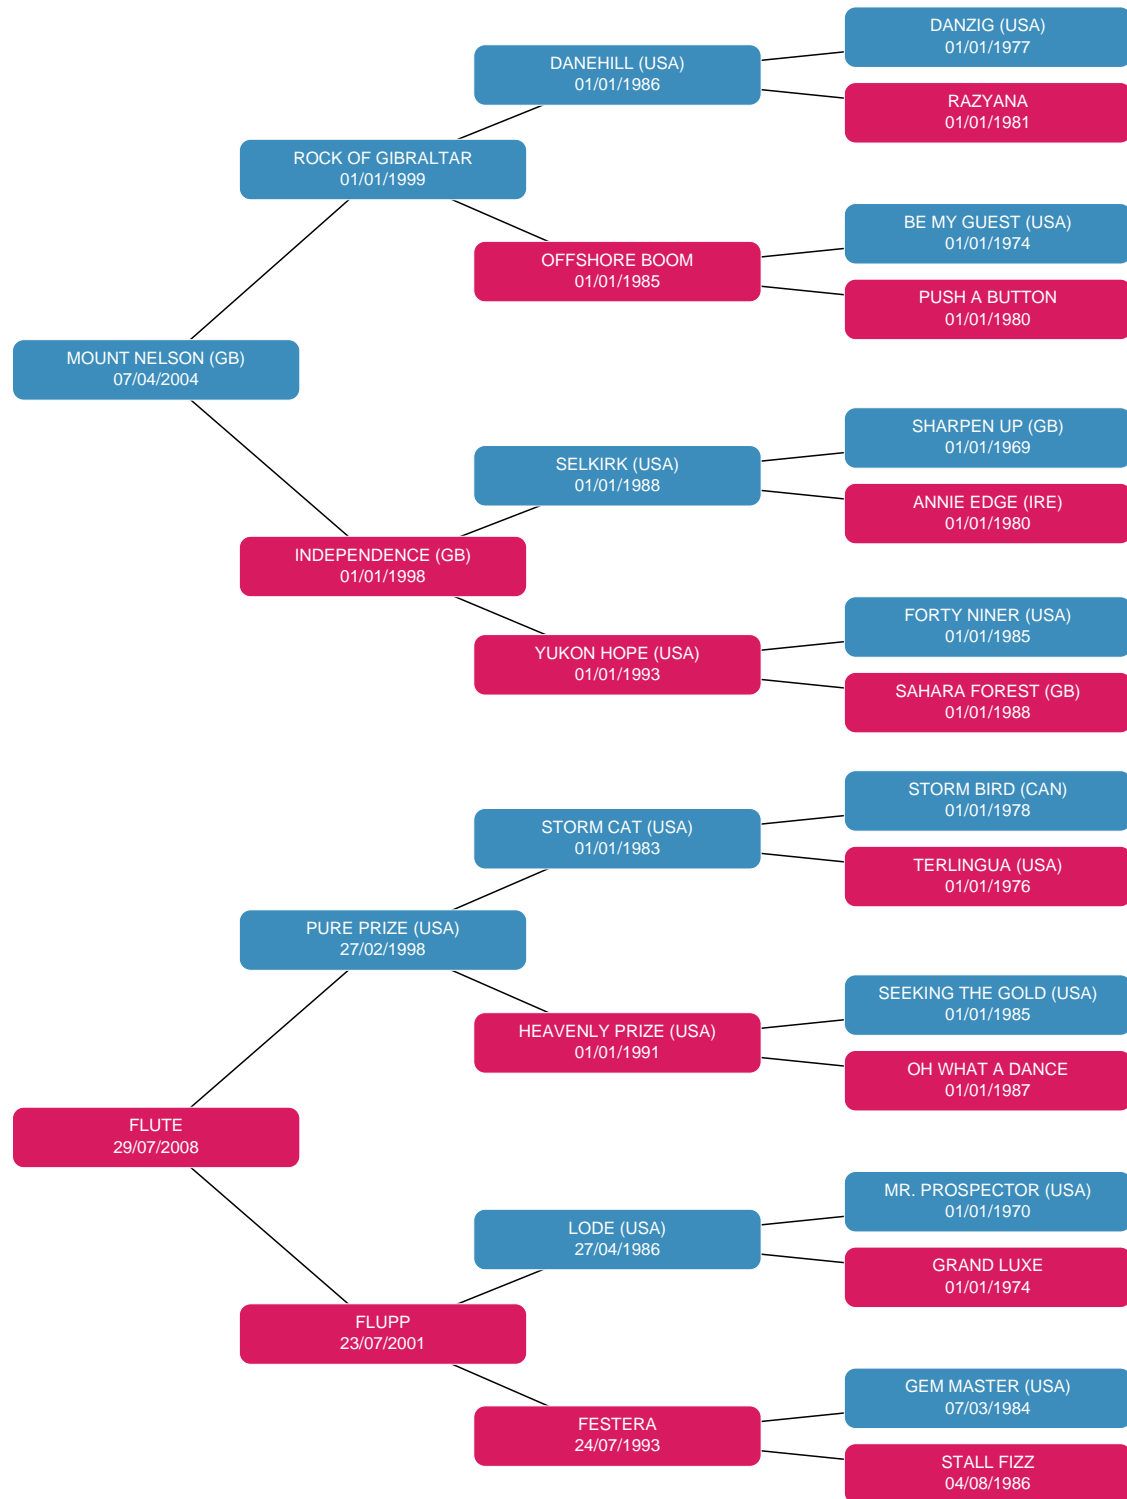 DANZIG (USA)
01/01/1977
DANEHILL (USA)
01/01/1986
RAZYANA
01/01/1981
ROCK OF GIBRALTAR
01/01/1999
BE MY GUEST (USA)
01/01/1974
OFFSHORE BOOM
01/01/1985
PUSH A BUTTON
01/01/1980
MOUNT NELSON (GB)
07/04/2004
SHARPEN UP (GB)
01/01/1969
SELKIRK (USA)
01/01/1988
ANNIE EDGE (IRE)
01/01/1980
INDEPENDENCE (GB)
01/01/1998
FORTY NINER (USA)
01/01/1985
YUKON HOPE (USA)
01/01/1993
SAHARA FOREST (GB)
01/01/1988
STORM BIRD (CAN)
01/01/1978
STORM CAT (USA)
01/01/1983
TERLINGUA (USA)
01/01/1976
PURE PRIZE (USA)
27/02/1998
SEEKING THE GOLD (USA)
01/01/1985
HEAVENLY PRIZE (USA)
01/01/1991
OH WHAT A DANCE
01/01/1987
FLUTE
29/07/2008
MR. PROSPECTOR (USA)
01/01/1970
LODE (USA)
27/04/1986
GRAND LUXE
01/01/1974
FLUPP
23/07/2001
GEM MASTER (USA)
07/03/1984
FESTERA
24/07/1993
STALL FIZZ
04/08/1986